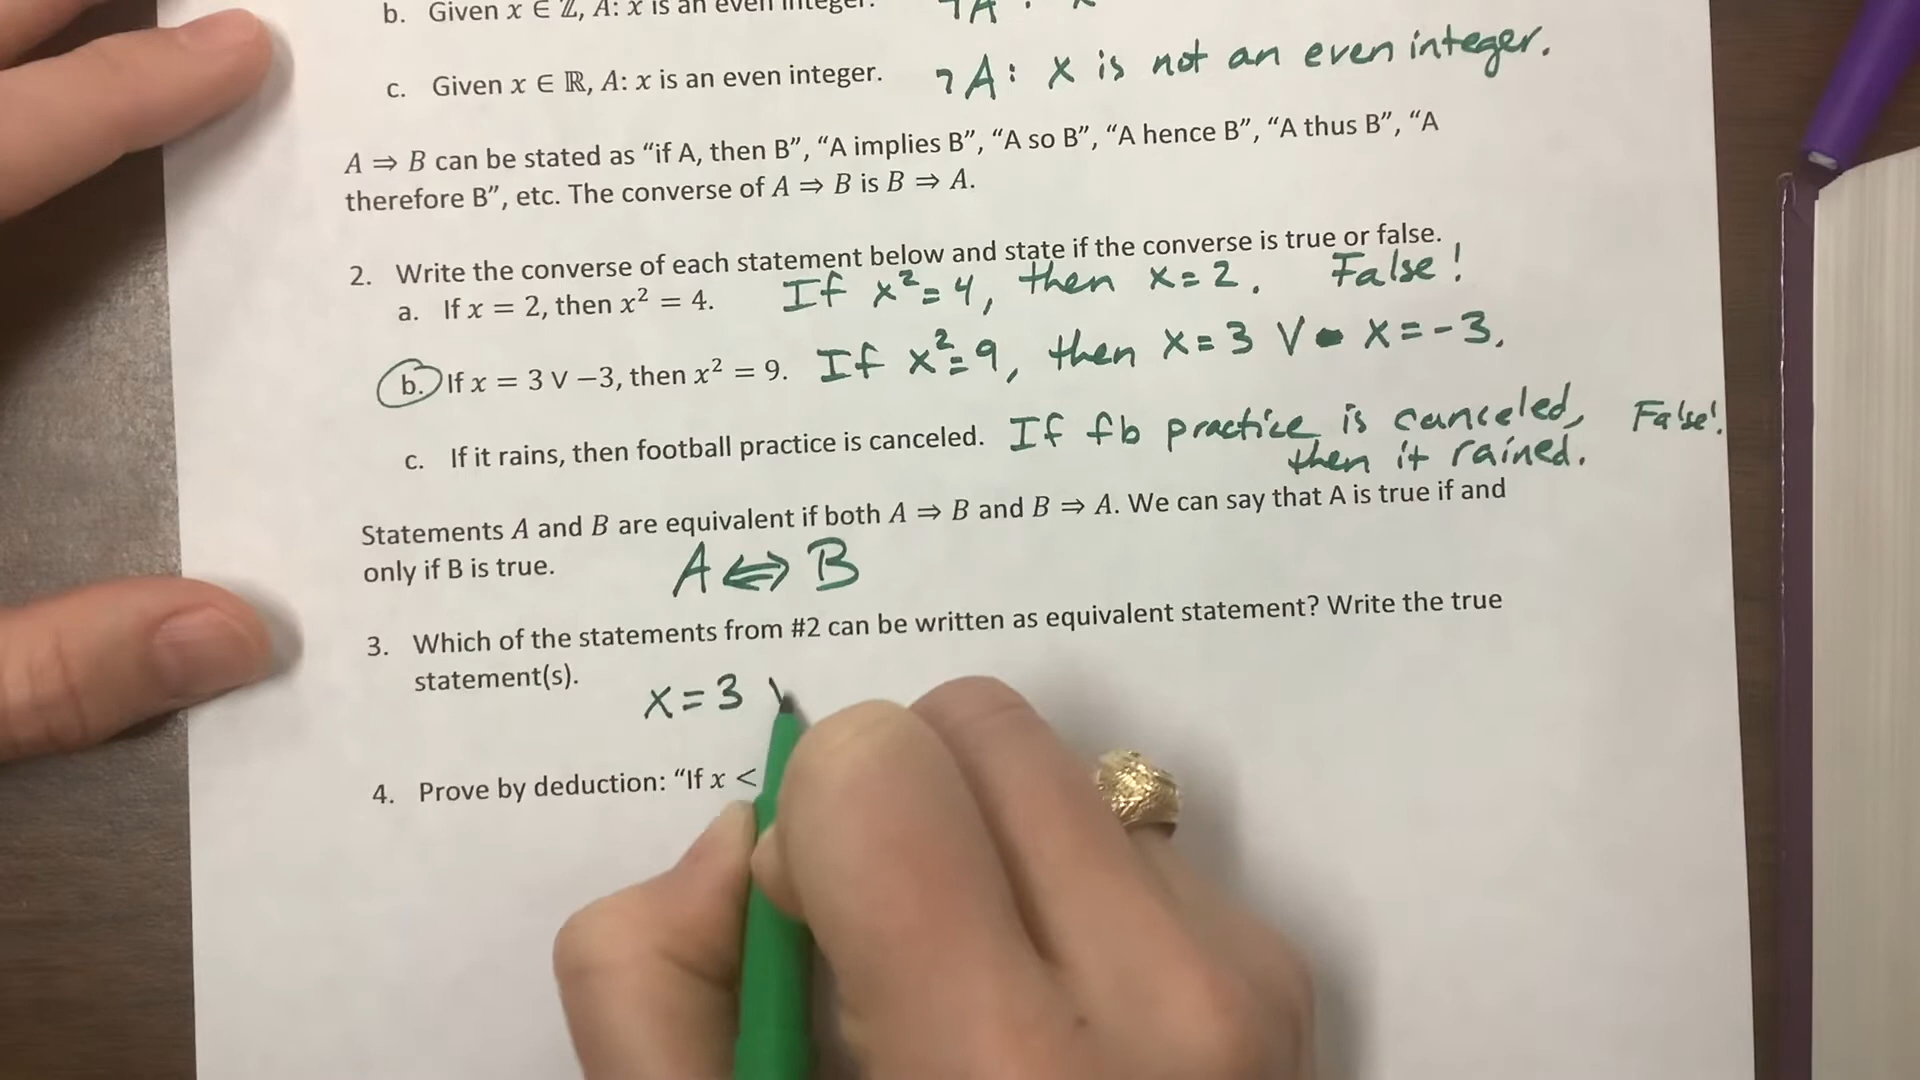 b. Given x ∈ ℤ, A: x is an even integer.
c. Given x ∈ ℝ, A: x is an even integer. ¬A: x is not an even integer.
A ⇒ B can be stated as “if A, then B”, “A implies B”, “A so B”, “A hence B”, “A thus B”, “A
therefore B”, etc. The converse of A ⇒ B is B ⇒ A.
2. Write the converse of each statement below and state if the converse is true or false.
a. If x = 2, then x² = 4. If x² = 4, then x = 2. False!
b. If x = 3 ∨ −3, then x² = 9. If x² = 9, then x = 3 ∨ x = -3.
c. If it rains, then football practice is canceled. If fb practice is canceled, False!
then it rained.
Statements A and B are equivalent if both A ⇒ B and B ⇒ A. We can say that A is true if and
only if B is true. A ⇔ B
3. Which of the statements from #2 can be written as equivalent statement? Write the true
statement(s).
x = 3
4. Prove by deduction: “If x <